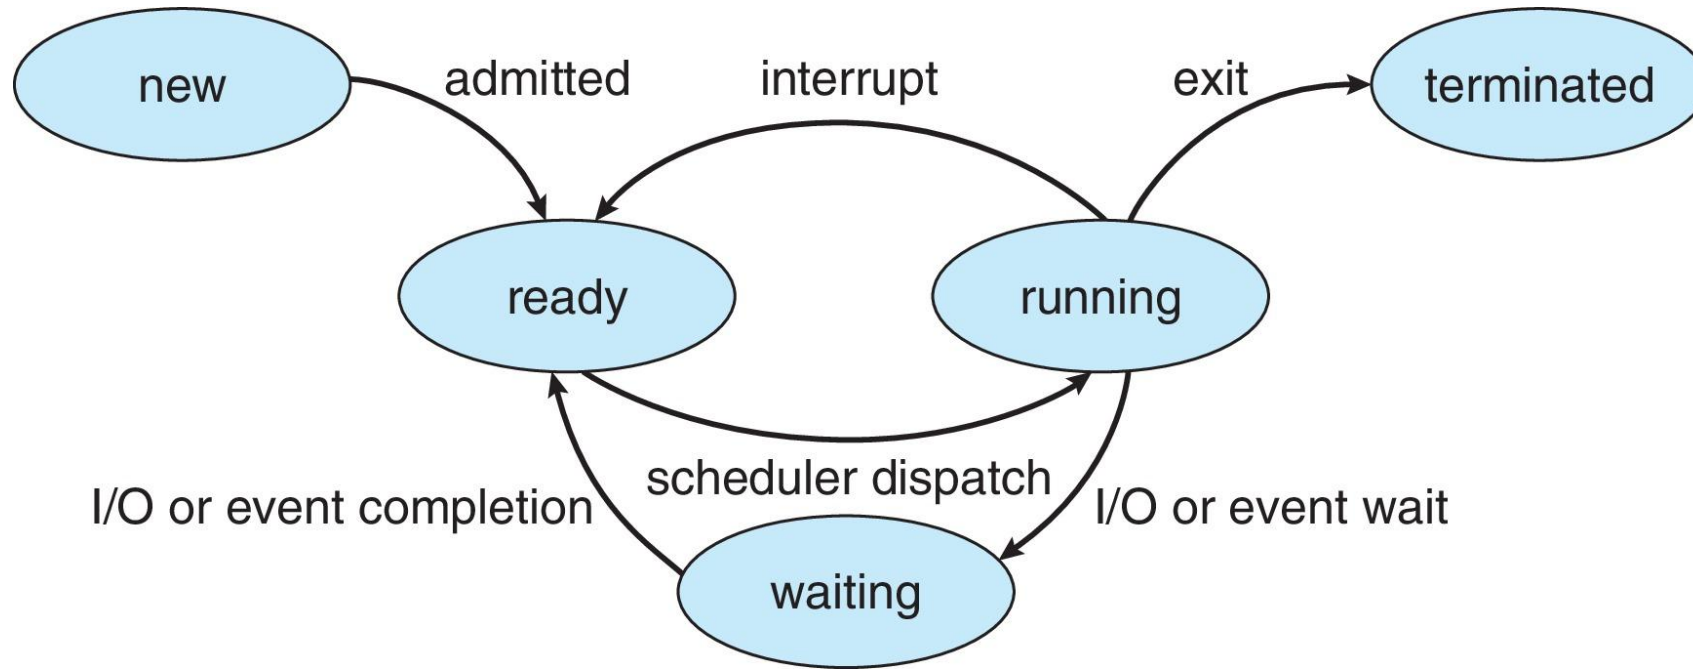 new
admitted
interrupt
exit
terminated
ready
running
scheduler dispatch
I/O or event completion
I/O or event wait
waiting